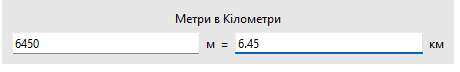 Метри в Кілометри
6450 м = 6.45 км